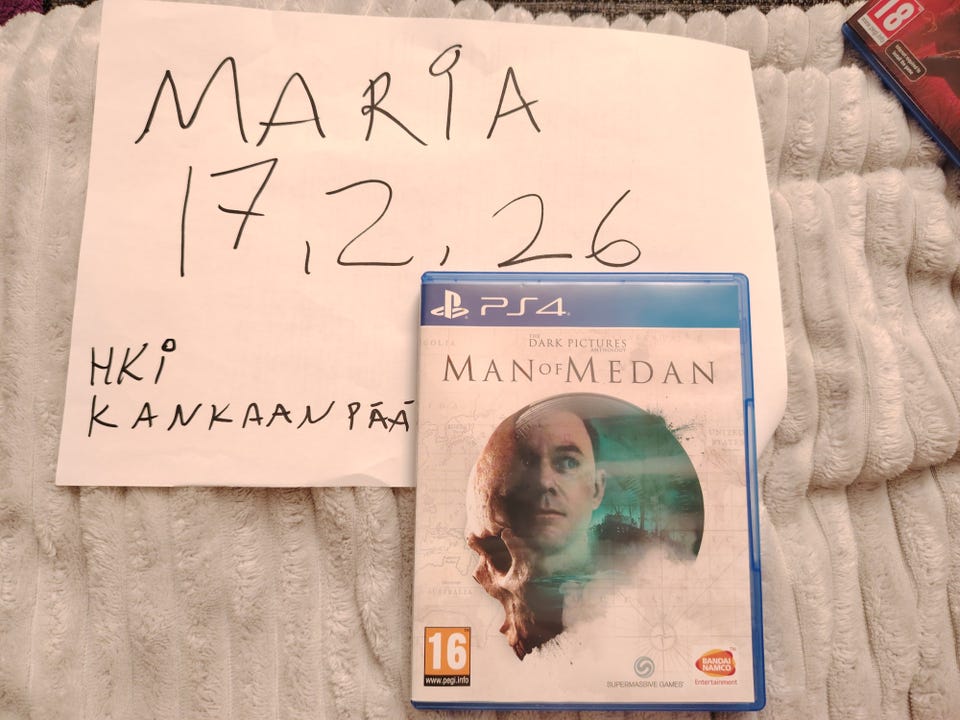 MARIA
17.2.26
HKI
KANKAANPÄÄ
PS4
THE
DARK PICTURES
ANTHOLOGY
MAN OF MEDAN
16
www.pegi.info
SUPERMASSIVE GAMES
BANDAI
NAMCO
Entertainment
18